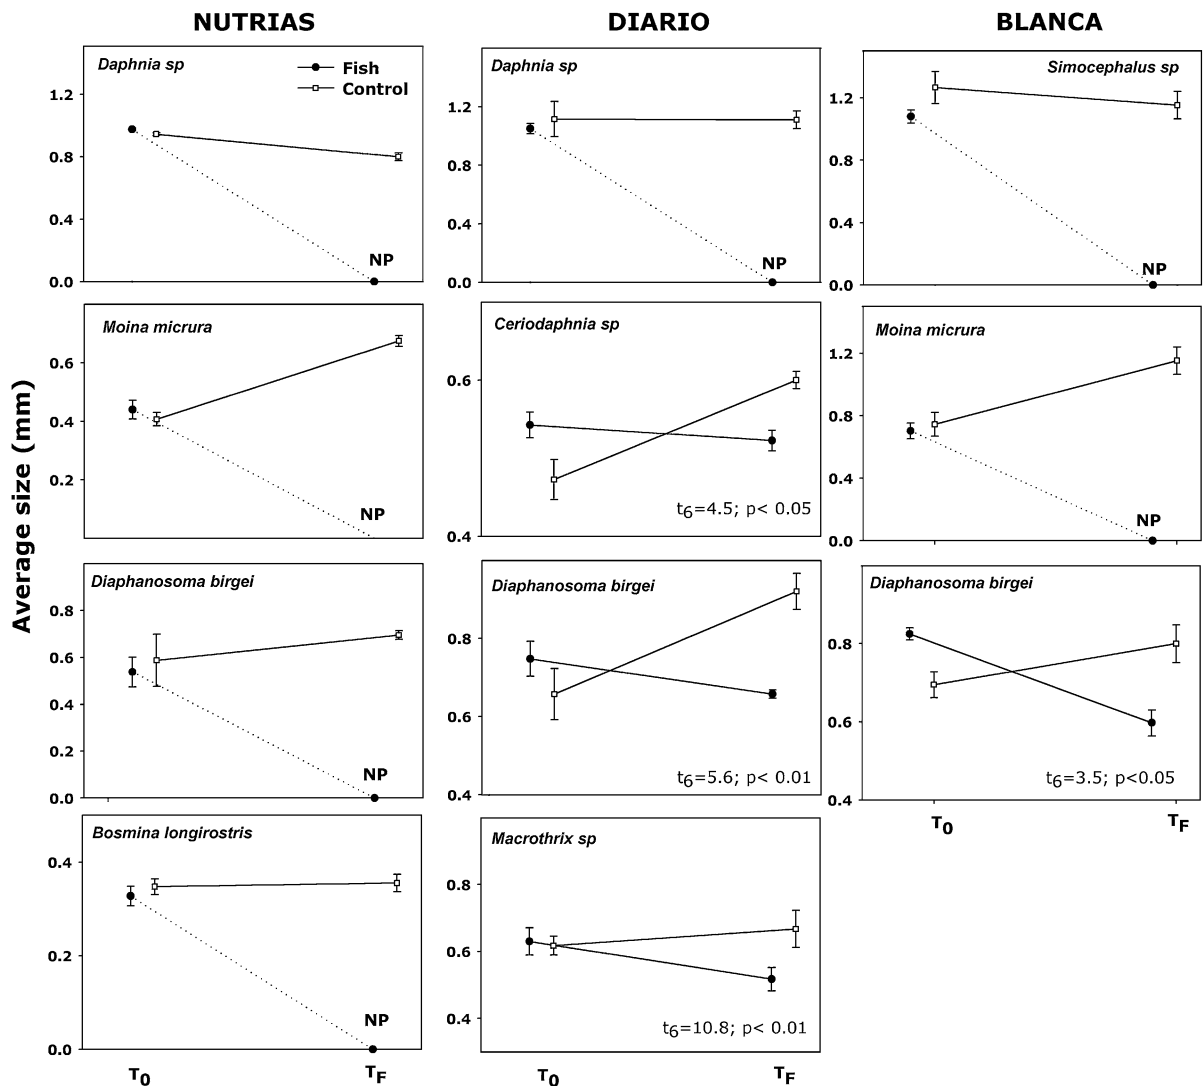 NUTRIAS
DIARIO
BLANCA
Average size (mm)
Daphnia sp
Fish
Control
1.2
0.8
0.4
0.0
NP
Daphnia sp
1.2
0.8
0.4
0.0
NP
Simocephalus sp
1.2
0.8
0.4
0.0
NP
Moina micrura
0.6
0.4
0.2
NP
Ceriodaphnia sp
0.6
0.4
t6=4.5; p< 0.05
Moina micrura
1.2
0.8
0.4
0.0
NP
Diaphanosoma birgei
0.8
0.6
0.4
0.2
0.0
NP
Diaphanosoma birgei
0.8
0.6
0.4
t6=5.6; p< 0.01
Diaphanosoma birgei
0.8
0.6
0.4
t6=3.5; p<0.05
T0
TF
Bosmina longirostris
0.4
0.2
0.0
NP
T0
TF
Macrothrix sp
0.8
0.6
0.4
t6=10.8; p< 0.01
T0
TF